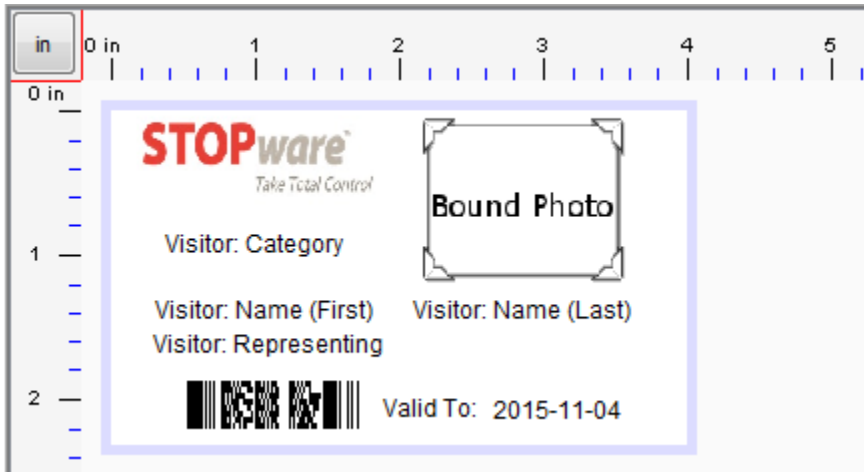 in 0 in 1 2 3 4 5
0 in
STOPware™
Take Total Control
Bound Photo
Visitor: Category
1
Visitor: Name (First) Visitor: Name (Last)
Visitor: Representing
2
Valid To: 2015-11-04